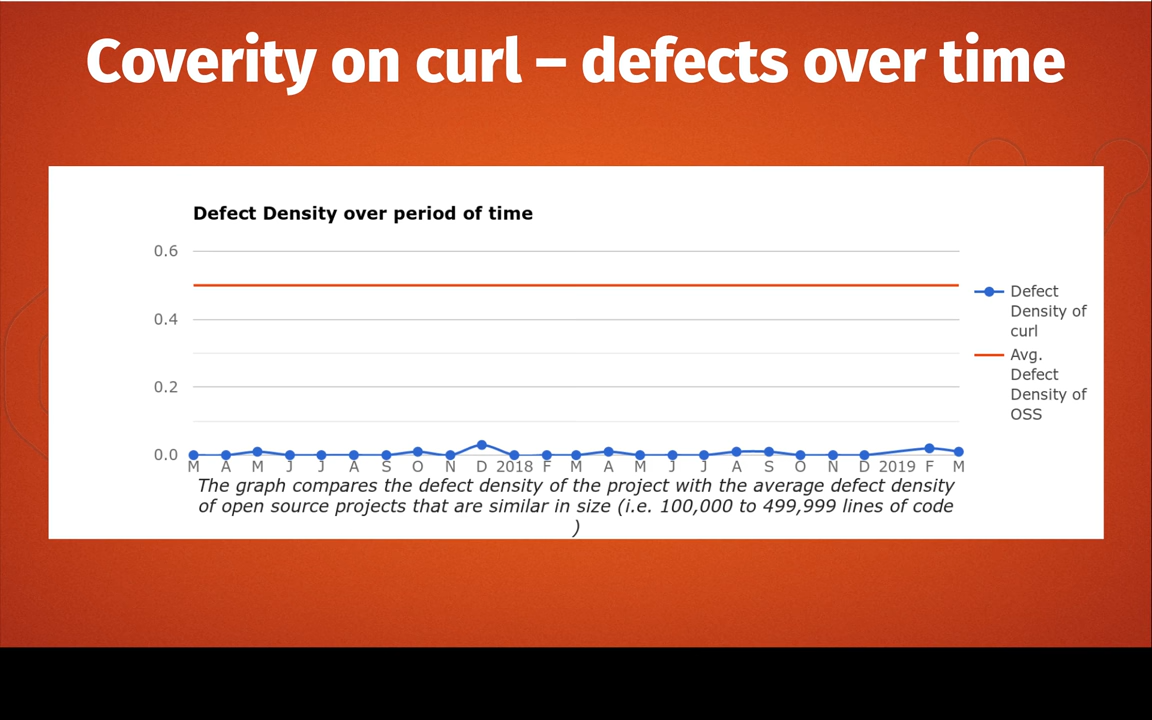 Coverity on curl – defects over time
Defect Density over period of time
0.6
0.4
0.2
0.0
M A M J J A S O N D 2018 F M A M J J A S O N D 2019 F M
Defect
Density of
curl
Avg.
Defect
Density of
OSS
The graph compares the defect density of the project with the average defect density
of open source projects that are similar in size (i.e. 100,000 to 499,999 lines of code
)